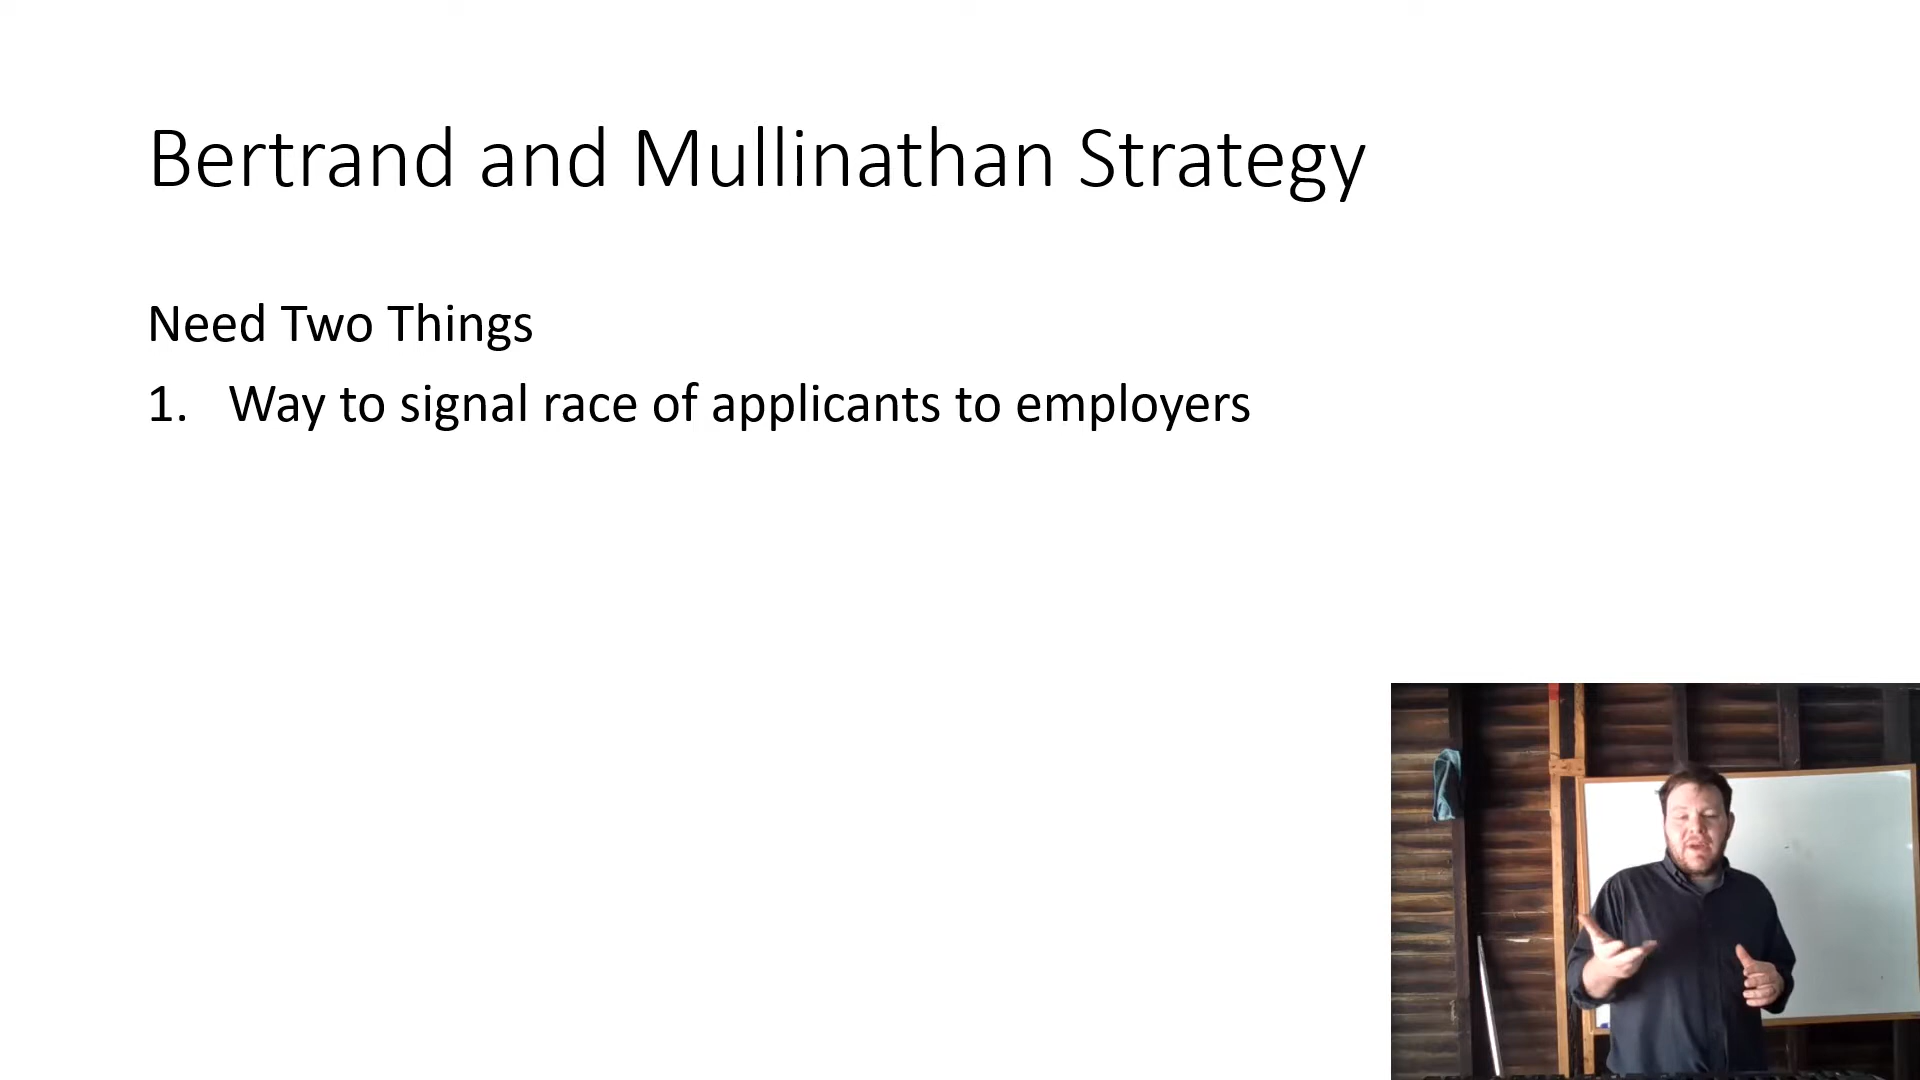 Bertrand and Mullinathan Strategy
Need Two Things
1. Way to signal race of applicants to employers